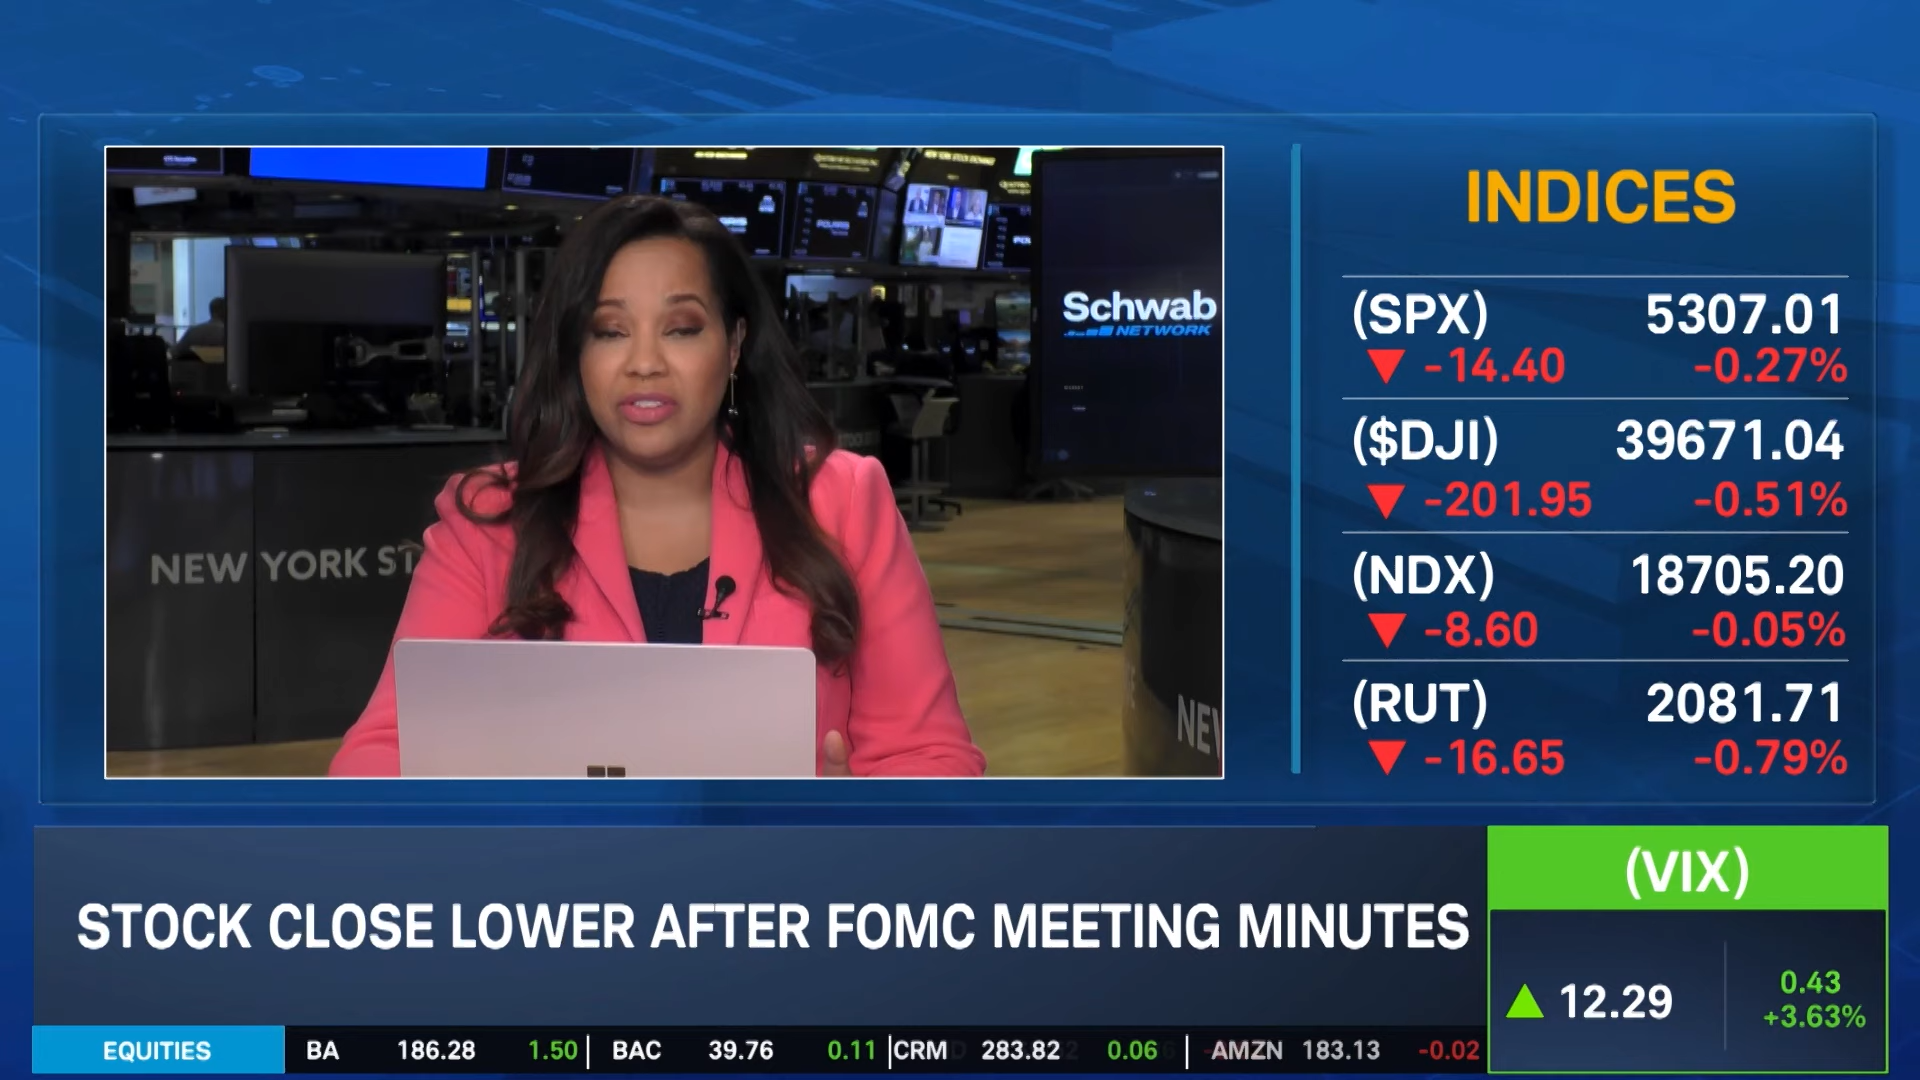 Schwab
NETWORK
NEW YORK ST
NEW
INDICES
(SPX) 5307.01
▼ -14.40 -0.27%
($DJI) 39671.04
▼ -201.95 -0.51%
(NDX) 18705.20
▼ -8.60 -0.05%
(RUT) 2081.71
▼ -16.65 -0.79%
STOCK CLOSE LOWER AFTER FOMC MEETING MINUTES
(VIX)
▲ 12.29
0.43
+3.63%
EQUITIES BA 186.28 1.50 | BAC 39.76 0.11 | CRM 283.82 0.06 | AMZN 183.13 -0.02